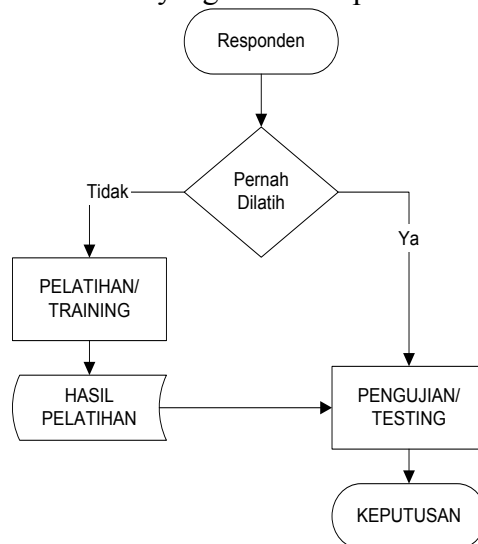 Responden
Pernah
Dilatih
Tidak
Ya
PELATIHAN/
TRAINING
HASIL
PELATIHAN
PENGUJIAN/
TESTING
KEPUTUSAN